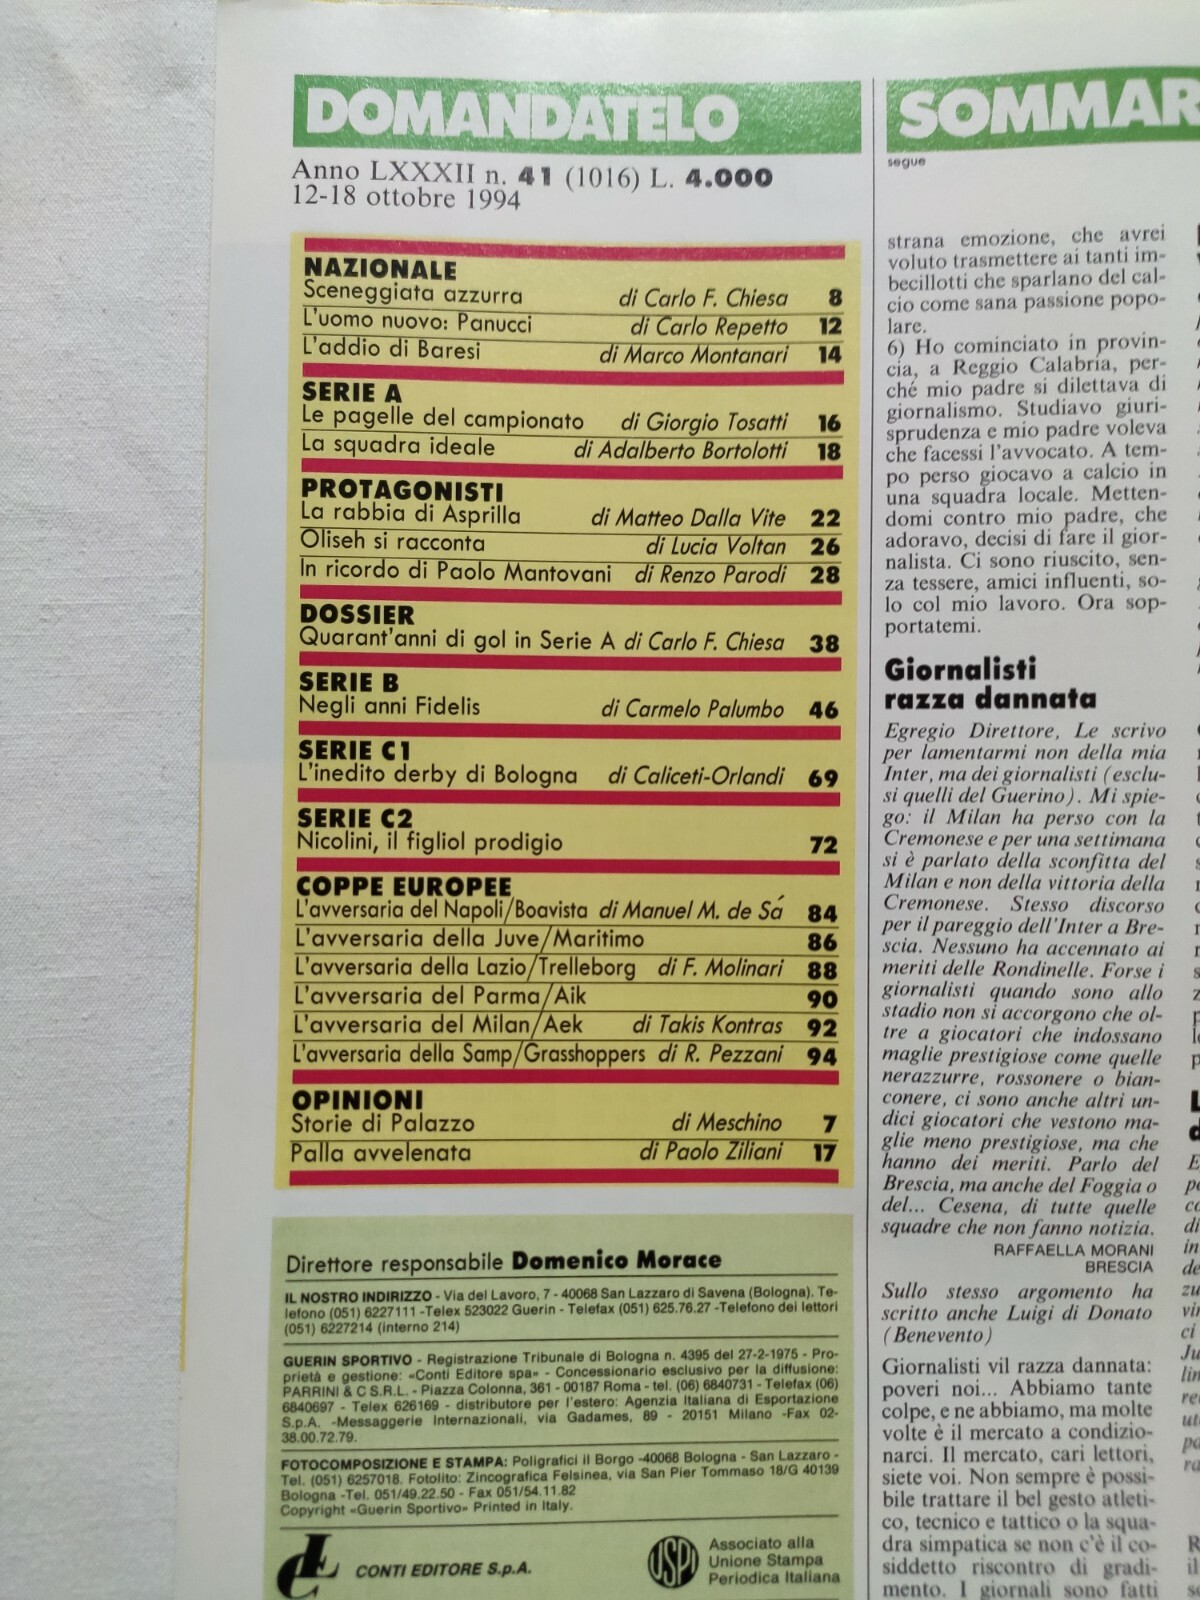 DOMANDATELO
Anno LXXXII n. 41 (1016) L. 4.000
12-18 ottobre 1994
NAZIONALE
Sceneggiata azzurra di Carlo F. Chiesa 8
L'uomo nuovo: Panucci di Carlo Repetto 12
L'addio di Baresi di Marco Montanari 14
SERIE A
Le pagelle del campionato di Giorgio Tosatti 16
La squadra ideale di Adalberto Bortolotti 18
PROTAGONISTI
La rabbia di Asprilla di Matteo Dalla Vite 22
Oliseh si racconta di Lucia Voltan 26
In ricordo di Paolo Mantovani di Renzo Parodi 28
DOSSIER
Quarant'anni di gol in Serie A di Carlo F. Chiesa 38
SERIE B
Negli anni Fidelis di Carmelo Palumbo 46
SERIE C1
L'inedito derby di Bologna di Caliceti-Orlandi 69
SERIE C2
Nicolini, il figliol prodigio 72
COPPE EUROPEE
L'avversaria del Napoli/Boavista di Manuel M. de Sá 84
L'avversaria della Juve/Maritimo 86
L'avversaria della Lazio/Trelleborg di F. Molinari 88
L'avversaria del Parma/Aik 90
L'avversaria del Milan/Aek di Takis Kontras 92
L'avversaria della Samp/Grasshoppers di R. Pezzani 94
OPINIONI
Storie di Palazzo di Meschino 7
Palla avvelenata di Paolo Ziliani 17
Direttore responsabile Domenico Morace
IL NOSTRO INDIRIZZO - Via del Lavoro, 7 - 40068 San Lazzaro di Savena (Bologna). Te-
lefono (051) 6227111 -Telex 523022 Guerin - Telefax (051) 625.76.27 -Telefono dei lettori
(051) 6227214 (interno 214)
GUERIN SPORTIVO - Registrazione Tribunale di Bologna n. 4395 del 27-2-1975 - Pro-
prietà e gestione: «Conti Editore spa» - Concessionario esclusivo per la diffusione:
PARRINI & C S.R.L. - Piazza Colonna, 361 - 00187 Roma - tel. (06) 6840731 - Telefax (06)
6840697 - Telex 626169 - distributore per l'estero: Agenzia Italiana di Esportazione
S.p.A. -Messaggerie Internazionali, via Gadames, 89 - 20151 Milano -Fax 02-
38.00.72.79.
FOTOCOMPOSIZIONE E STAMPA: Poligrafici il Borgo -40068 Bologna - San Lazzaro -
Tel. (051) 6257018. Fotolito: Zincografica Felsinea, via San Pier Tommaso 18/G 40139
Bologna -Tel. 051/49.22.50 - Fax 051/54.11.82
Copyright «Guerin Sportivo» Printed in Italy.
CONTI EDITORE S.p.A.
USPI
Associato alla
Unione Stampa
Periodica Italiana
SOMMAR
segue
strana emozione, che avrei
voluto trasmettere ai tanti im-
becillotti che sparlano del cal-
cio come sana passione popo-
lare.
6) Ho cominciato in provin-
cia, a Reggio Calabria, per-
ché mio padre si dilettava di
giornalismo. Studiavo giuri-
sprudenza e mio padre voleva
che facessi l'avvocato. A tem-
po perso giocavo a calcio in
una squadra locale. Metten-
domi contro mio padre, che
adoravo, decisi di fare il gior-
nalista. Ci sono riuscito, sen-
za tessere, amici influenti, so-
lo col mio lavoro. Ora sop-
portatemi.
Giornalisti
razza dannata
Egregio Direttore, Le scrivo
per lamentarmi non della mia
Inter, ma dei giornalisti (esclu-
si quelli del Guerino). Mi spie-
go: il Milan ha perso con la
Cremonese e per una settimana
si è parlato della sconfitta del
Milan e non della vittoria della
Cremonese. Stesso discorso
per il pareggio dell'Inter a Bre-
scia. Nessuno ha accennato ai
meriti delle Rondinelle. Forse i
giornalisti quando sono allo
stadio non si accorgono che ol-
tre a giocatori che indossano
maglie prestigiose come quelle
nerazzurre, rossonere o bian-
conere, ci sono anche altri un-
dici giocatori che vestono ma-
glie meno prestigiose, ma che
hanno dei meriti. Parlo del
Brescia, ma anche del Foggia o
del... Cesena, di tutte quelle
squadre che non fanno notizia.
RAFFAELLA MORANI
BRESCIA
Sullo stesso argomento ha
scritto anche Luigi di Donato
(Benevento)
Giornalisti vil razza dannata:
poveri noi... Abbiamo tante
colpe, e ne abbiamo, ma molte
volte è il mercato a condizio-
narci. Il mercato, cari lettori,
siete voi. Non sempre è possi-
bile trattare il bel gesto atleti-
co, tecnico e tattico o la squa-
dra simpatica se non c'è il co-
siddetto riscontro di gradi-
mento. I giornali sono fatti